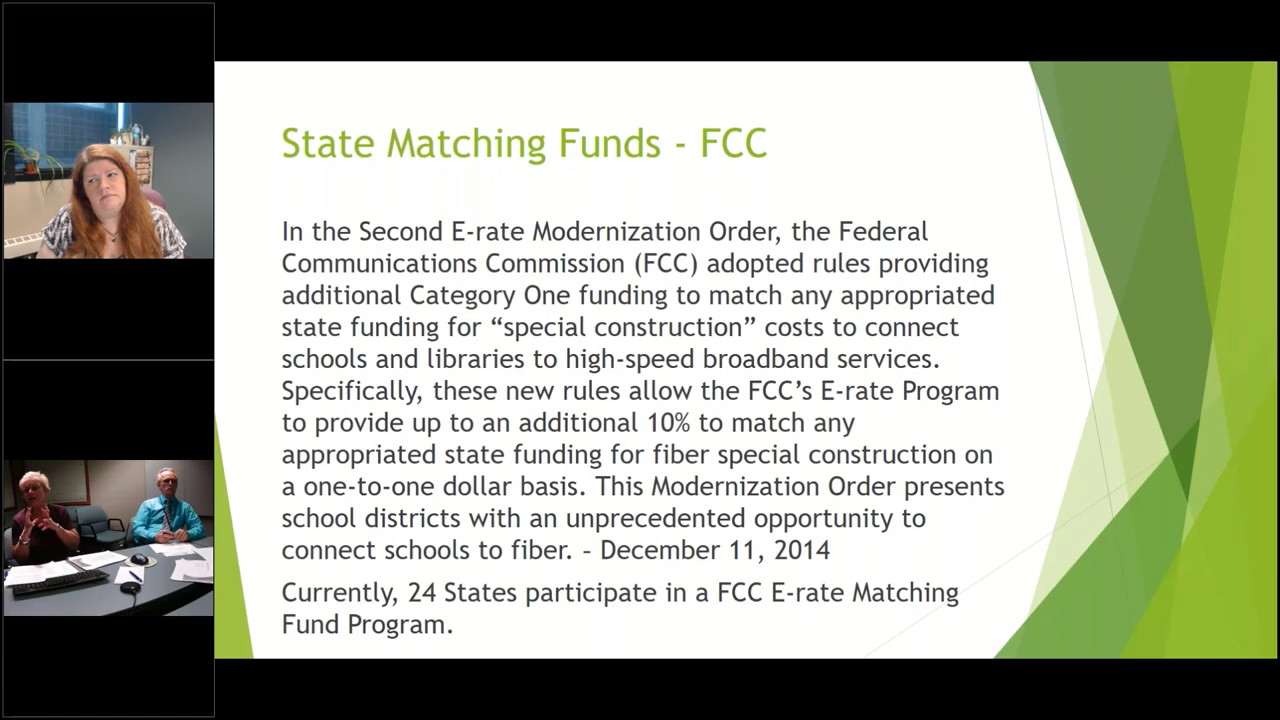 State Matching Funds - FCC
In the Second E-rate Modernization Order, the Federal
Communications Commission (FCC) adopted rules providing
additional Category One funding to match any appropriated
state funding for “special construction” costs to connect
schools and libraries to high-speed broadband services.
Specifically, these new rules allow the FCC’s E-rate Program
to provide up to an additional 10% to match any
appropriated state funding for fiber special construction on
a one-to-one dollar basis. This Modernization Order presents
school districts with an unprecedented opportunity to
connect schools to fiber. – December 11, 2014
Currently, 24 States participate in a FCC E-rate Matching
Fund Program.